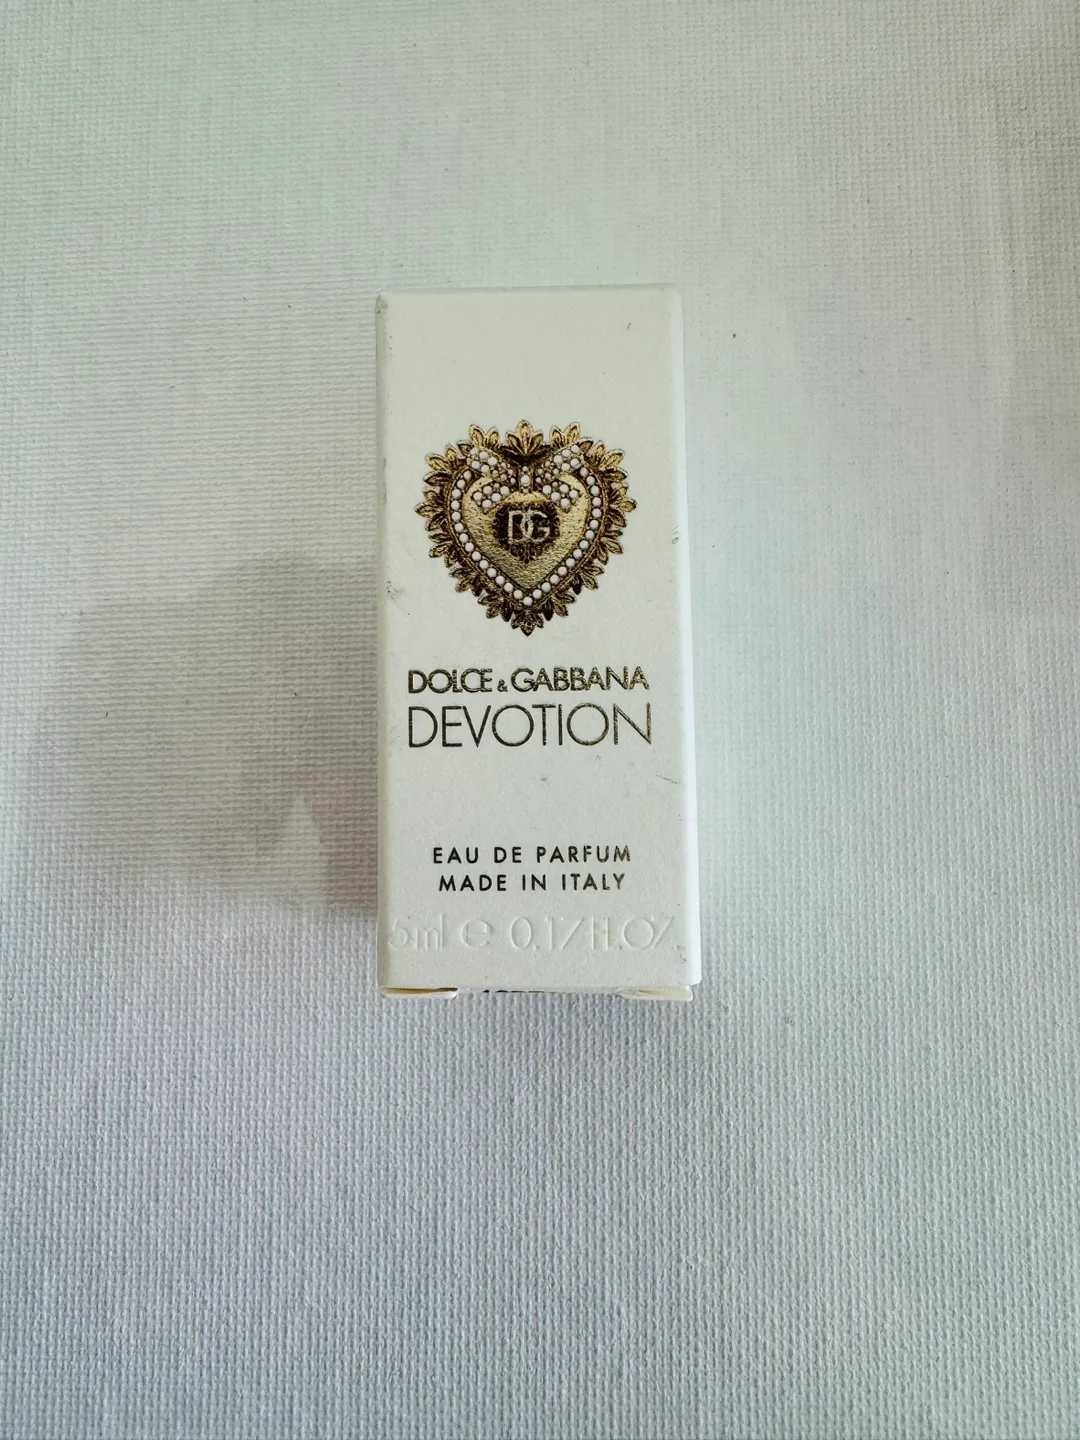 DG
DOLCE & GABBANA
DEVOTION
EAU DE PARFUM
MADE IN ITALY
5ml e 0.17fl.oz.